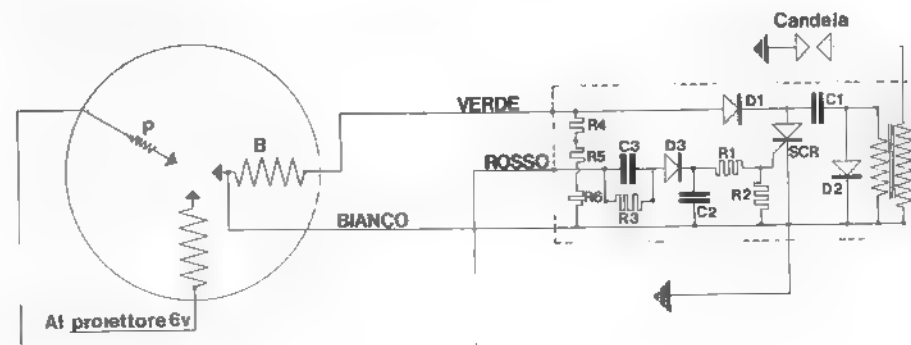 Candela
VERDE
D1
C1
R4
P
B
C3
D3
R1
SCR
R5
ROSSO
R2
D2
R6
C2
R3
BIANÇO
Al proiettore 6v